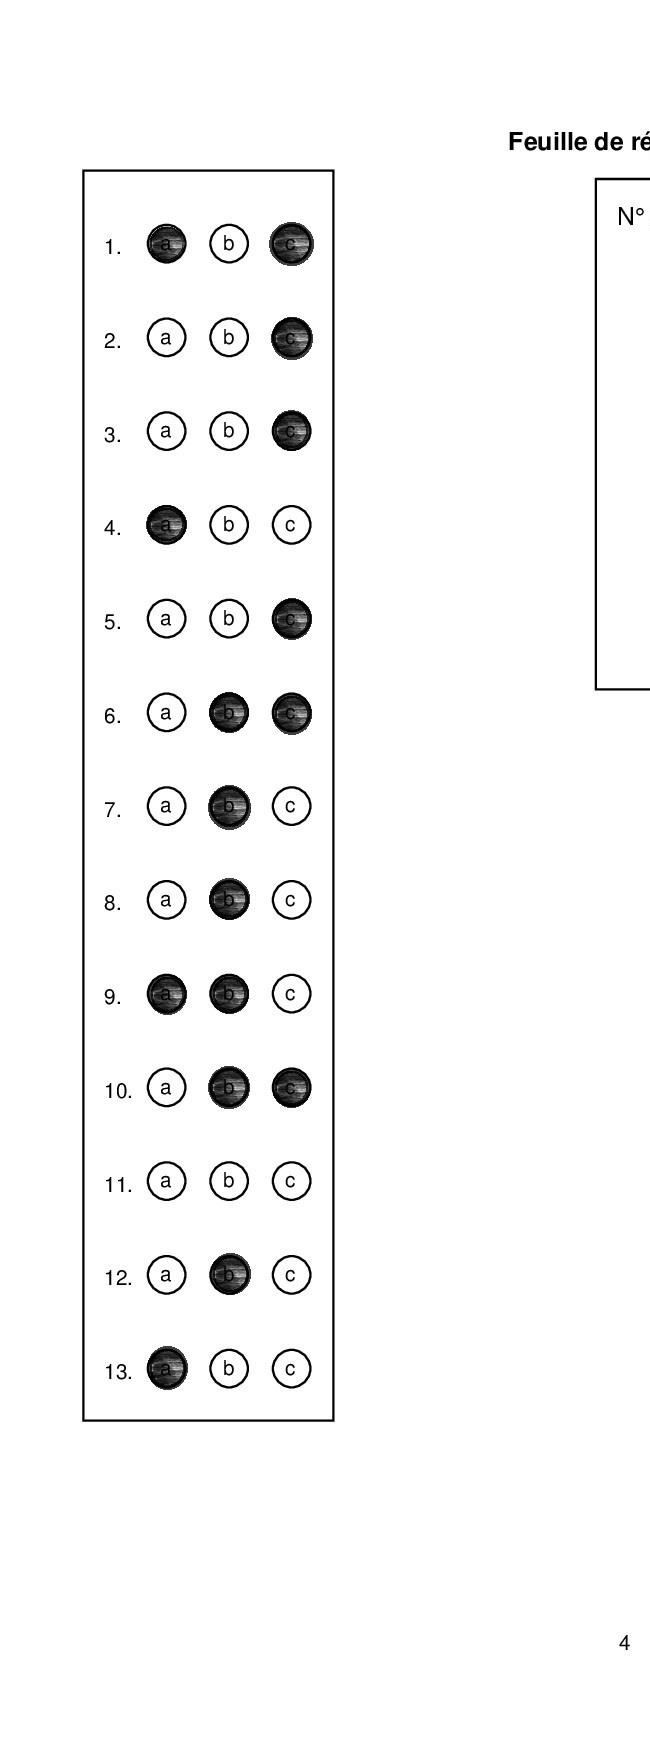 Feuille de ré
N°
1. a b c
2. a b c
3. a b c
4. a b c
5. a b c
6. a b c
7. a b c
8. a b c
9. a b c
10. a b c
11. a b c
12. a b c
13. a b c
4